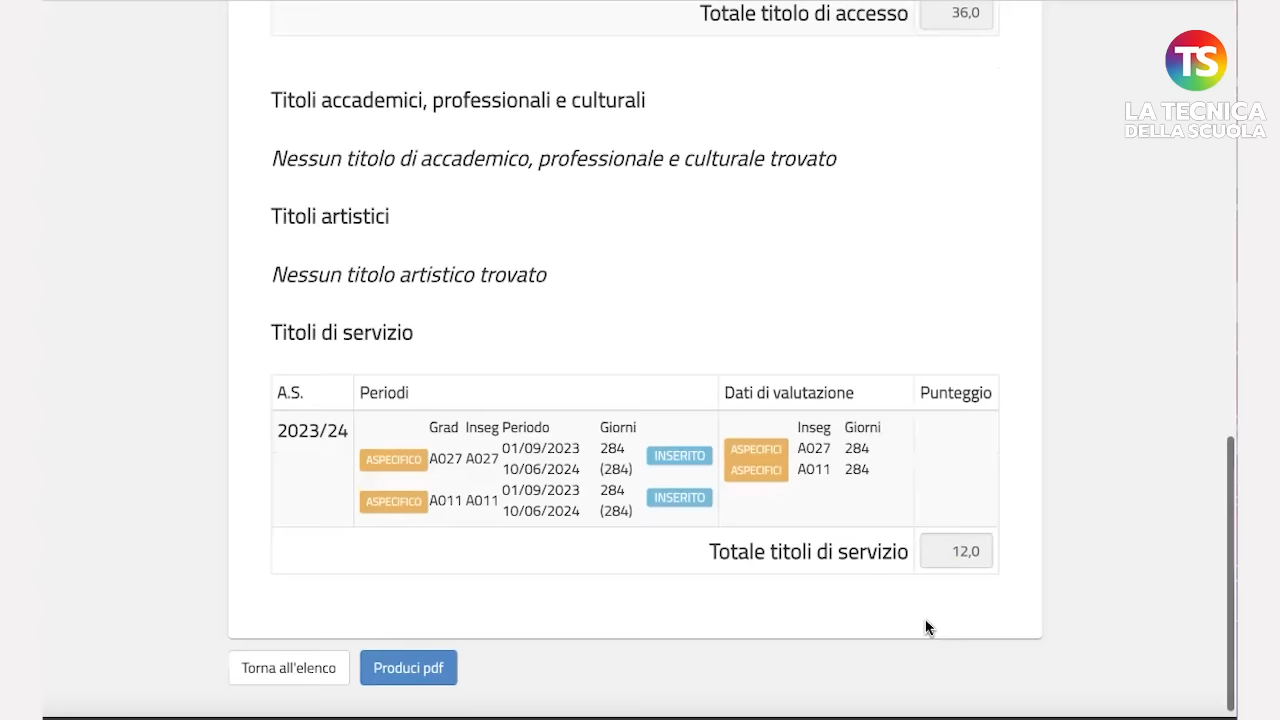 Totale titolo di accesso 36,0
TS
LA TECNICA
DELLA SCUOLA
Titoli accademici, professionali e culturali
Nessun titolo di accademico, professionale e culturale trovato
Titoli artistici
Nessun titolo artistico trovato
Titoli di servizio
A.S. Periodi Dati di valutazione Punteggio
2023/24 Grad Inseg Periodo Giorni Inseg Giorni
01/09/2023 284 ASPECIFICI A027 284
ASPECIFICO A027 A027 INSERITO
10/06/2024 (284) ASPECIFICI A011 284
01/09/2023 284
ASPECIFICO A011 A011 INSERITO
10/06/2024 (284)
Totale titoli di servizio 12,0
Torna all'elenco Produci pdf